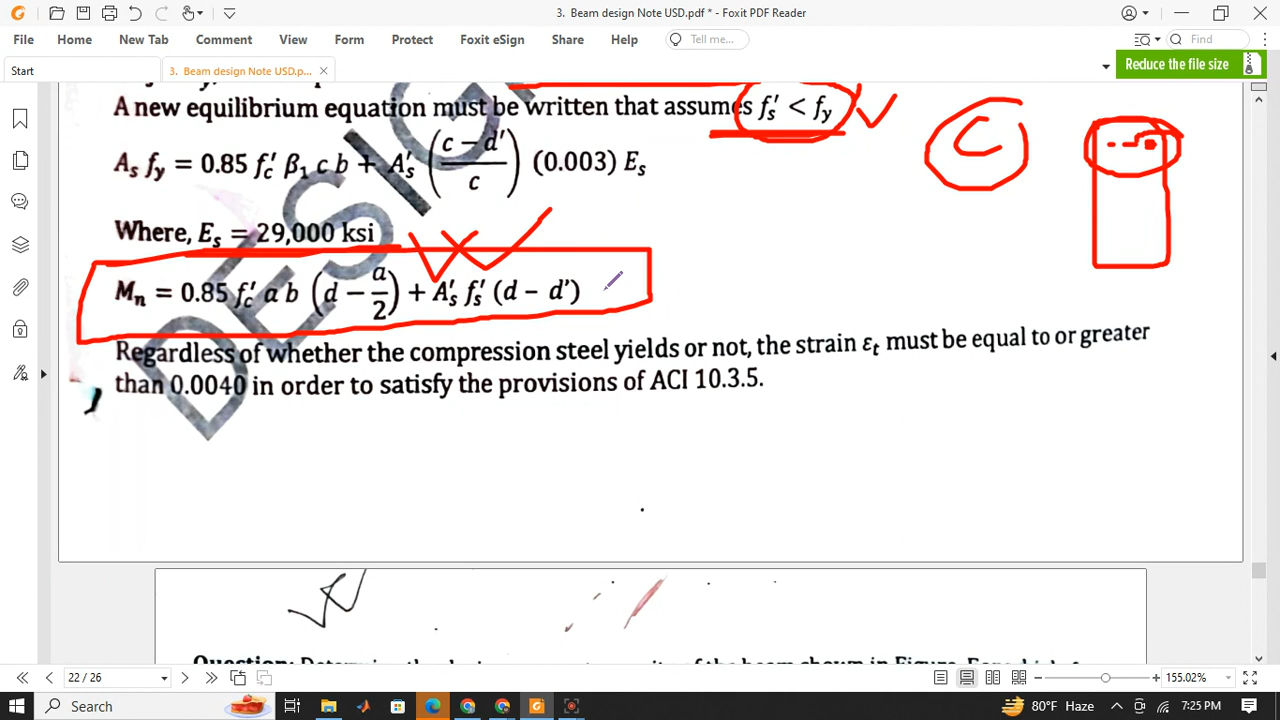 3. Beam design Note USD.pdf * - Foxit PDF Reader
File Home New Tab Comment View Form Protect Foxit eSign Share Help Tell me... Find
Start 3. Beam design Note USD.pdf * Reduce the file size
A new equilibrium equation must be written that assumes f′s < fy
As fy = 0.85 f′c β1 c b + A′s ((c − d′)/c) (0.003) Es
C
Where, Es = 29,000 ksi
Mn = 0.85 f′c a b (d − a/2) + A′s f′s (d − d')
Regardless of whether the compression steel yields or not, the strain εt must be equal to or greater
than 0.0040 in order to satisfy the provisions of ACI 10.3.5.
DESIG
22 / 26 155.02%
Search 80°F Haze 7:25 PM